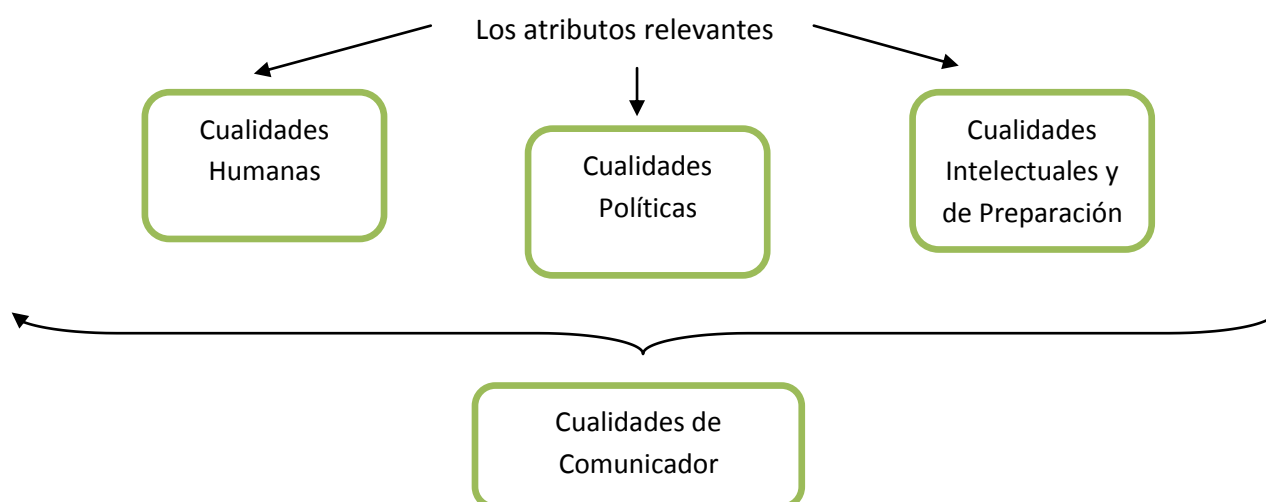 Los atributos relevantes
Cualidades
Humanas
Cualidades
Políticas
Cualidades
Intelectuales y
de Preparación
Cualidades de
Comunicador